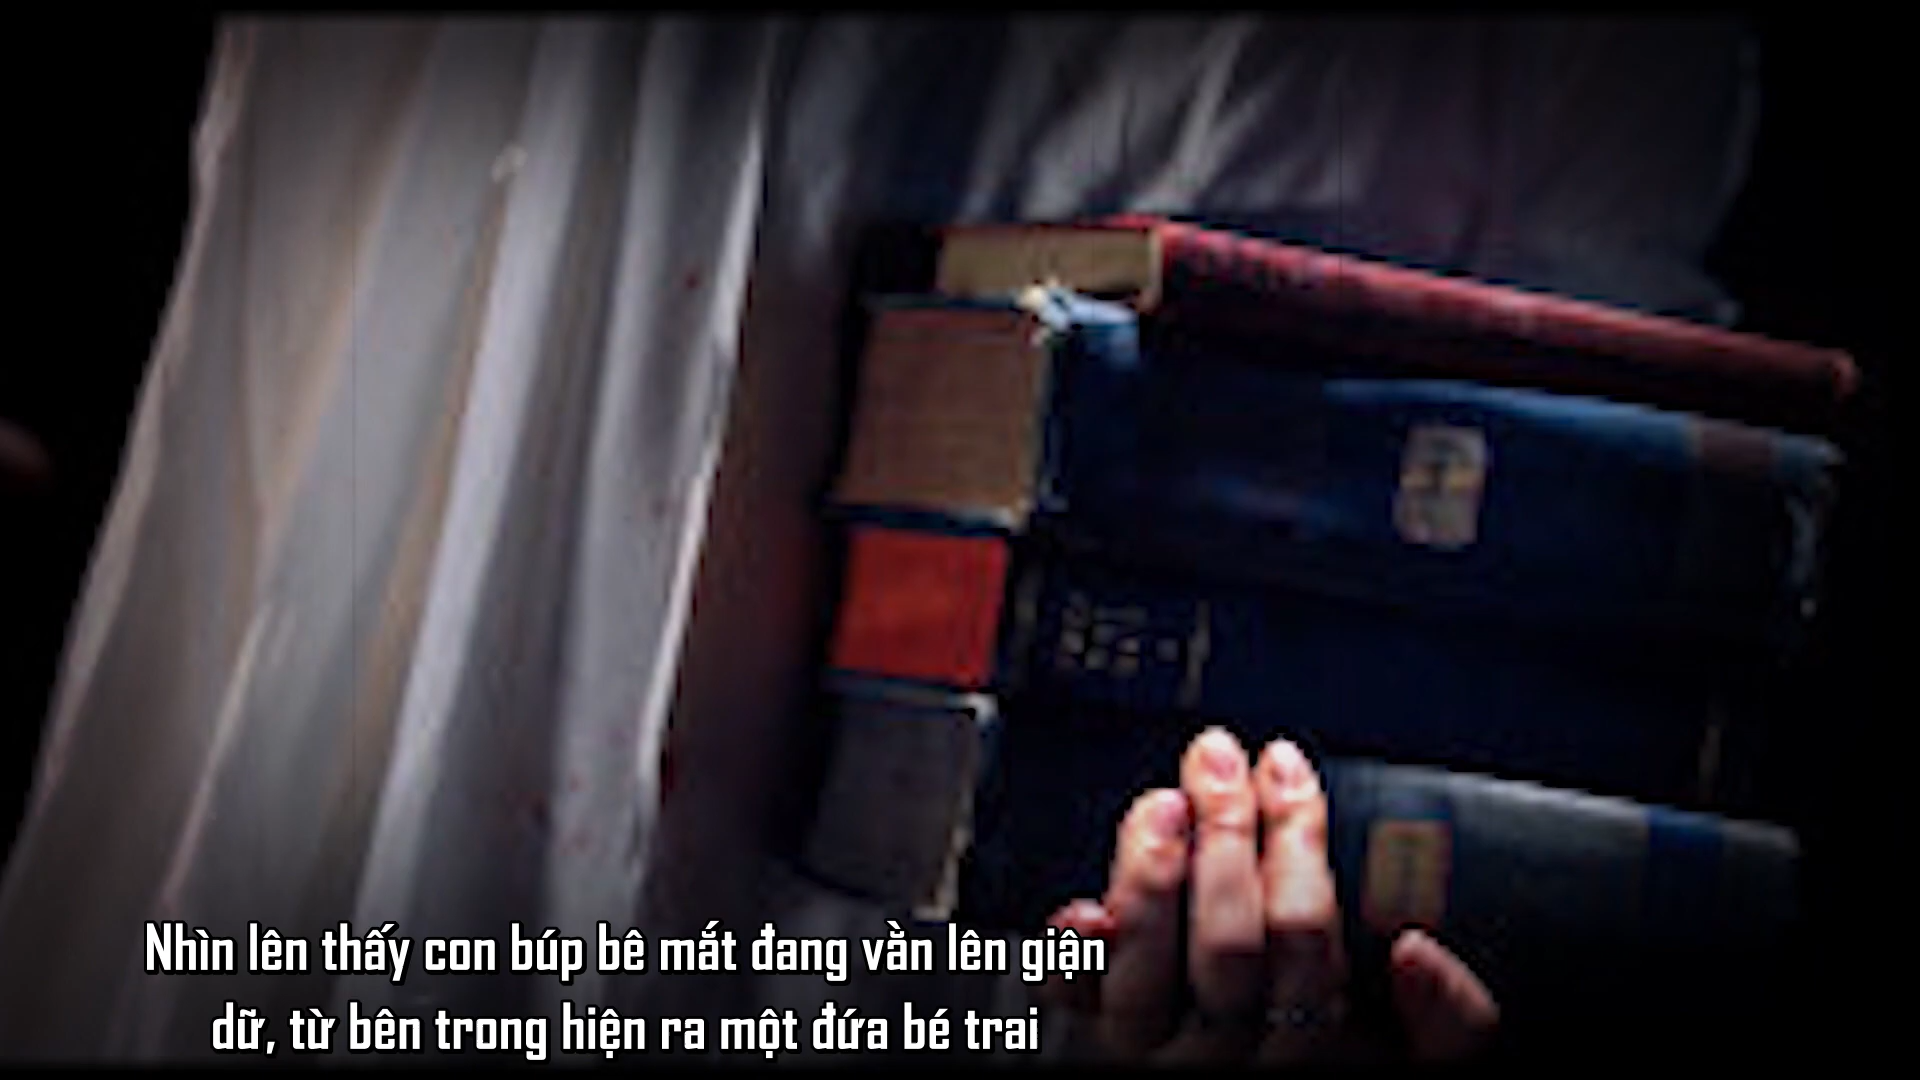 Nhìn lên thấy con búp bê mắt đang vằn lên giận
dữ, từ bên trong hiện ra một đứa bé trai